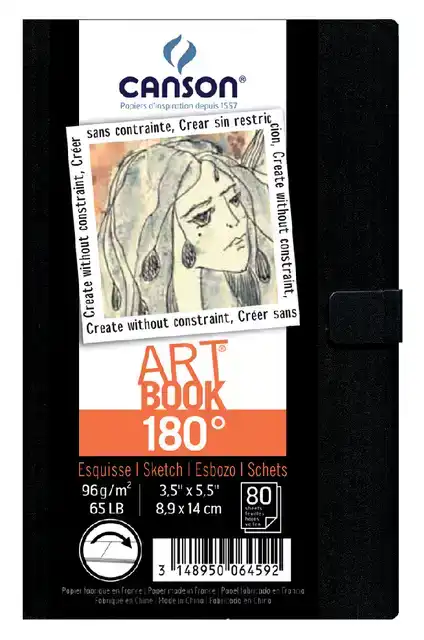 CANSON®
Papiers d'inspiration depuis 1557
sans contrainte, Crear sin restricción, Create without constraint,
Create without constraint, Créer
Create without constraint, Créer sans
ART®
BOOK
180°
Esquisse | Sketch | Esbozo | Schets
96g/m² 3,5" x 5,5" 80
65 LB 8,9 x 14 cm sheets
feuilles
hojas
3 148950 064592
Papier fabriqué en France | Paper made in France | Papel fabricado en Francia
Fabriqué en Chine | Made in China | Fabricado en China